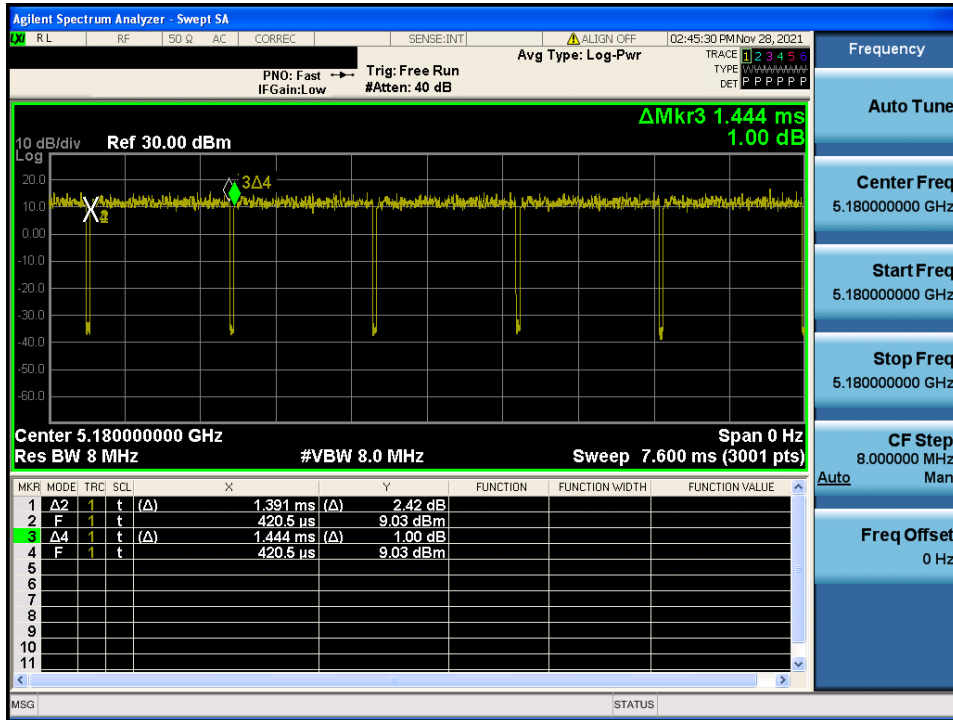 Agilent Spectrum Analyzer - Swept SA
LXI RL RF 50 Ω AC CORREC SENSE:INT ALIGN OFF 02:45:30 PM Nov 28, 2021
Frequency
PNO: Fast
IFGain:Low
Trig: Free Run
#Atten: 40 dB
Avg Type: Log-Pwr
TRACE 1 2 3 4 5 6
TYPE
DET P P P P P P
Auto Tune
ΔMkr3 1.444 ms
1.00 dB
10 dB/div Ref 30.00 dBm
Log
20.0
10.0
0.00
-10.0
-20.0
-30.0
-40.0
-50.0
-60.0
3Δ4
Center Freq
5.180000000 GHz
Start Freq
5.180000000 GHz
Stop Freq
5.180000000 GHz
Center 5.180000000 GHz Span 0 Hz
Res BW 8 MHz #VBW 8.0 MHz Sweep 7.600 ms (3001 pts)
CF Step
8.000000 MHz
Auto Man
MKR MODE TRC SCL X Y FUNCTION FUNCTION WIDTH FUNCTION VALUE
1 Δ2 1 t (Δ) 1.391 ms (Δ) 2.42 dB
2 F 1 t 420.5 µs 9.03 dBm
3 Δ4 1 t (Δ) 1.444 ms (Δ) 1.00 dB
4 F 1 t 420.5 µs 9.03 dBm
5
6
7
8
9
10
11
Freq Offset
0 Hz
MSG STATUS